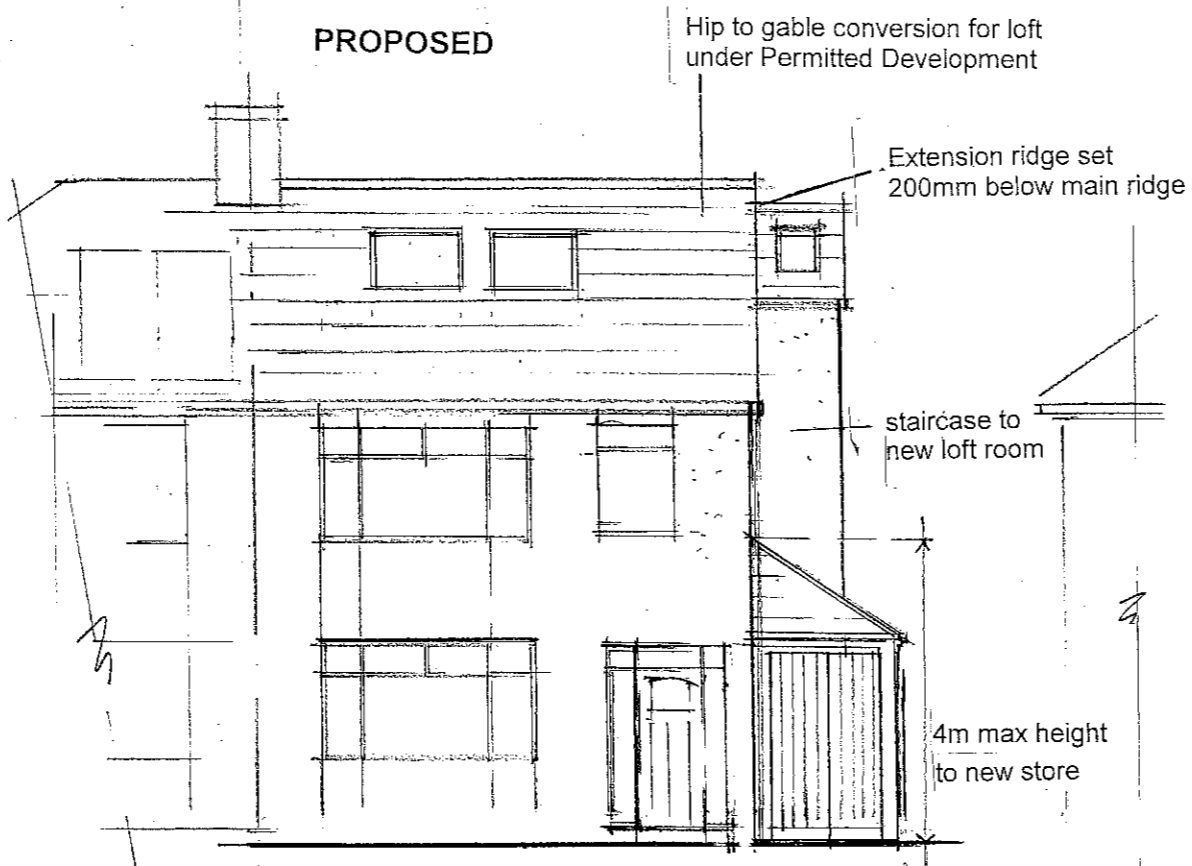 PROPOSED
Hip to gable conversion for loft
under Permitted Development
Extension ridge set
200mm below main ridge
staircase to
new loft room
4m max height
to new store